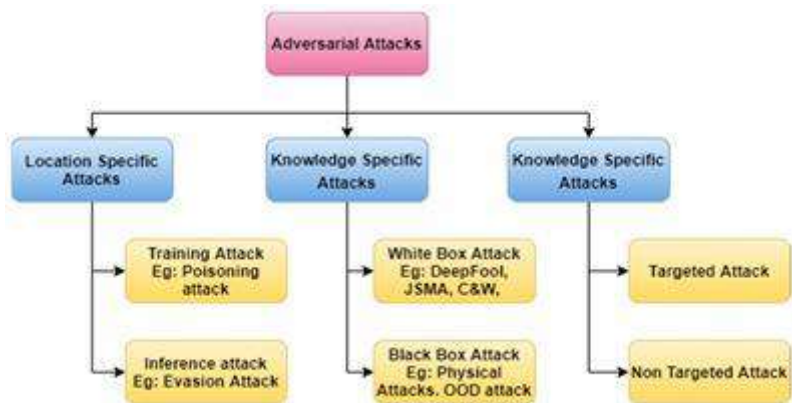 Adversarial Attacks
Location Specific
Attacks
Knowledge Specific
Attacks
Knowledge Specific
Attacks
Training Attack
Eg: Poisoning
attack
White Box Attack
Eg: DeepFool,
JSMA, C&W,
Targeted Attack
Inference attack
Eg: Evasion Attack
Black Box Attack
Eg: Physical
Attacks. OOD attack
Non Targeted Attack